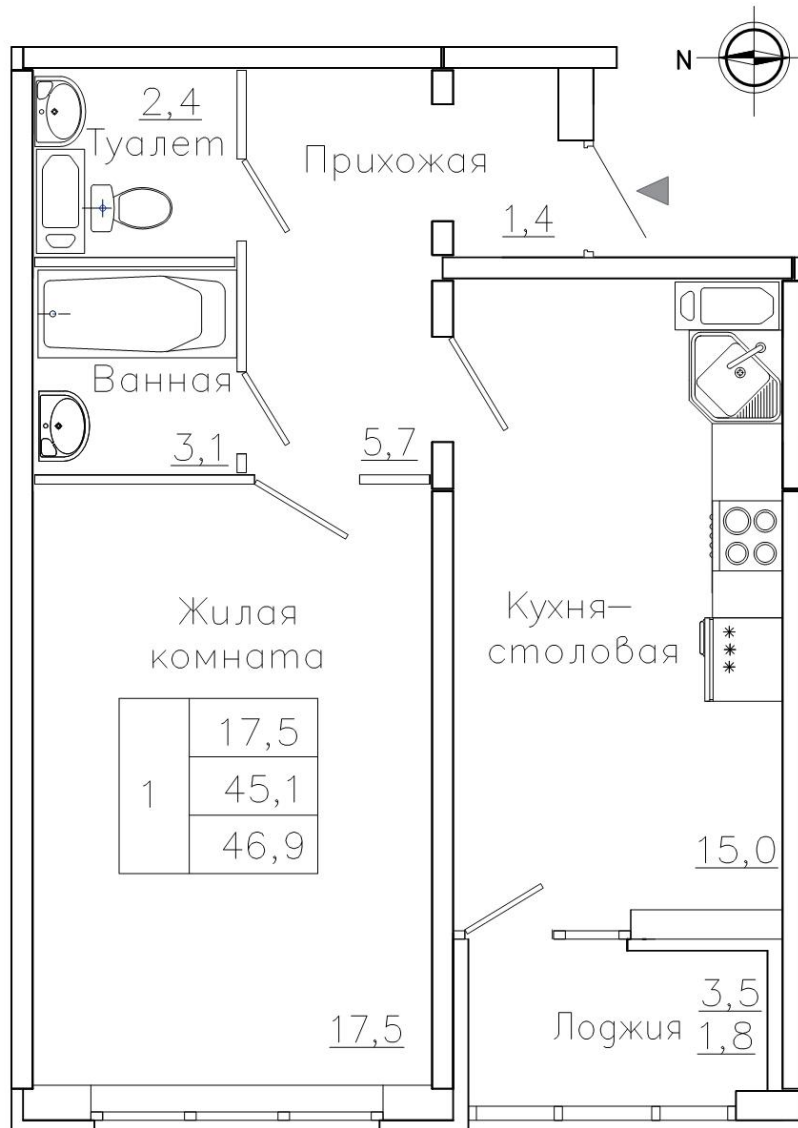 N
2,4
Туалет
Прихожая
1,4
Ванная
3,1
5,7
Жилая
комната
Кухня-
столовая
1
17,5
45,1
46,9
15,0
17,5
Лоджия
3,5
1,8